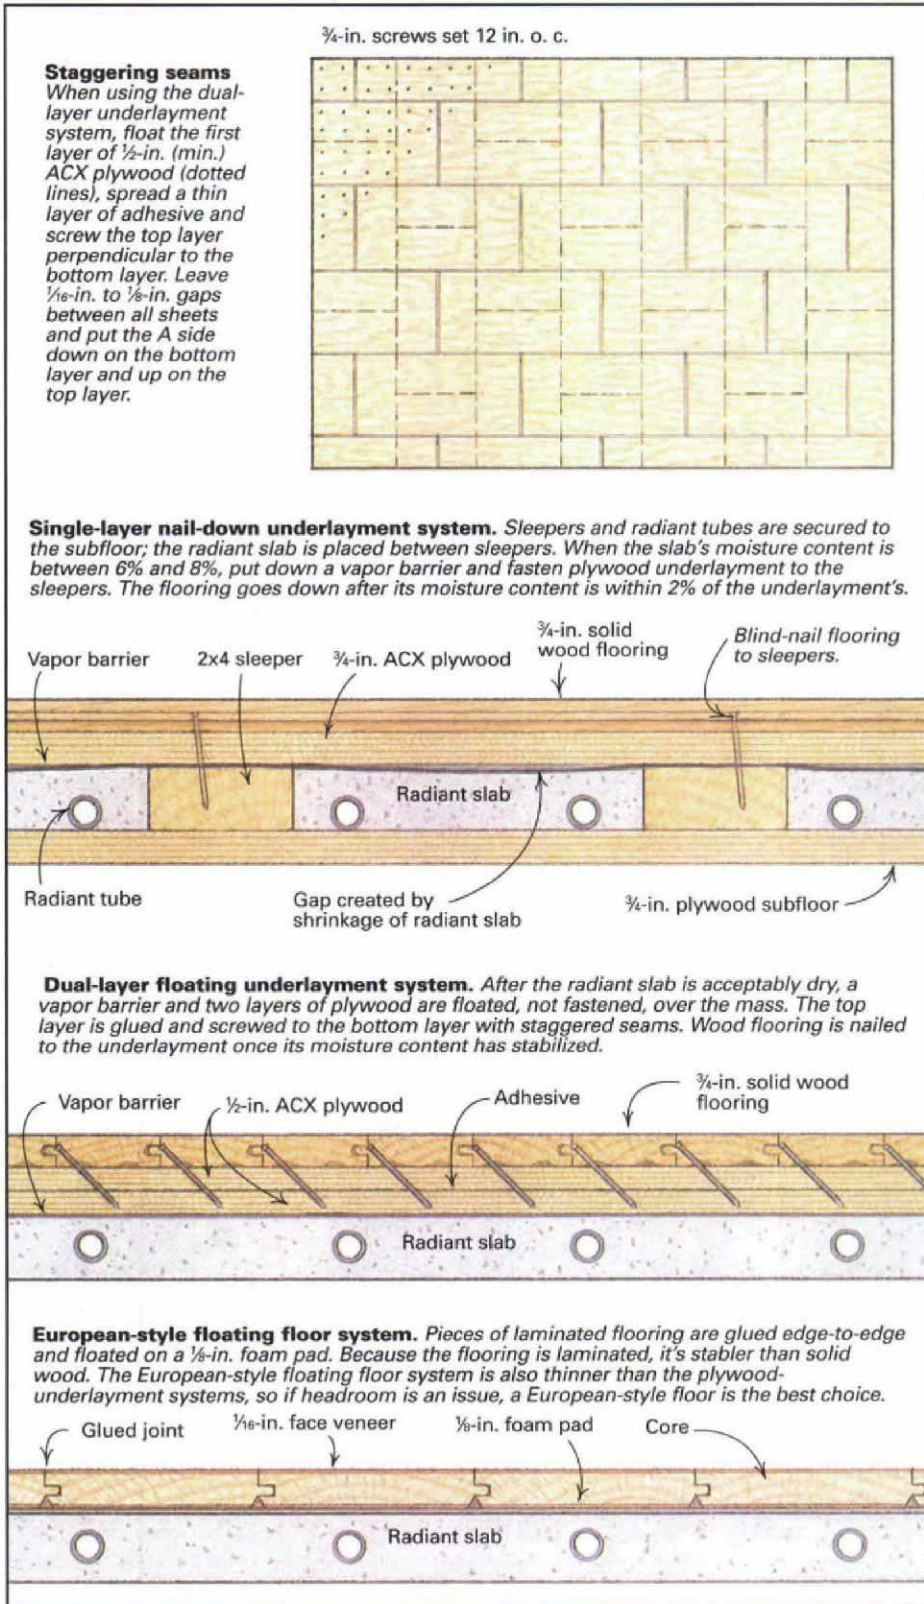 ¾-in. screws set 12 in. o. c.
Staggering seams
When using the dual-
layer underlayment
system, float the first
layer of ½-in. (min.)
ACX plywood (dotted
lines), spread a thin
layer of adhesive and
screw the top layer
perpendicular to the
bottom layer. Leave
1⁄16-in. to ⅛-in. gaps
between all sheets
and put the A side
down on the bottom
layer and up on the
top layer.
Single-layer nail-down underlayment system. Sleepers and radiant tubes are secured to
the subfloor; the radiant slab is placed between sleepers. When the slab's moisture content is
between 6% and 8%, put down a vapor barrier and fasten plywood underlayment to the
sleepers. The flooring goes down after its moisture content is within 2% of the underlayment's.
Vapor barrier
2x4 sleeper
¾-in. ACX plywood
¾-in. solid
wood flooring
Blind-nail flooring
to sleepers.
Radiant slab
Radiant tube
Gap created by
shrinkage of radiant slab
¾-in. plywood subfloor
Dual-layer floating underlayment system. After the radiant slab is acceptably dry, a
vapor barrier and two layers of plywood are floated, not fastened, over the mass. The top
layer is glued and screwed to the bottom layer with staggered seams. Wood flooring is nailed
to the underlayment once its moisture content has stabilized.
Vapor barrier
½-in. ACX plywood
Adhesive
¾-in. solid wood
flooring
Radiant slab
European-style floating floor system. Pieces of laminated flooring are glued edge-to-edge
and floated on a ⅛-in. foam pad. Because the flooring is laminated, it's stabler than solid
wood. The European-style floating floor system is also thinner than the plywood-
underlayment systems, so if headroom is an issue, a European-style floor is the best choice.
Glued joint
1⁄16-in. face veneer
⅛-in. foam pad
Core
Radiant slab